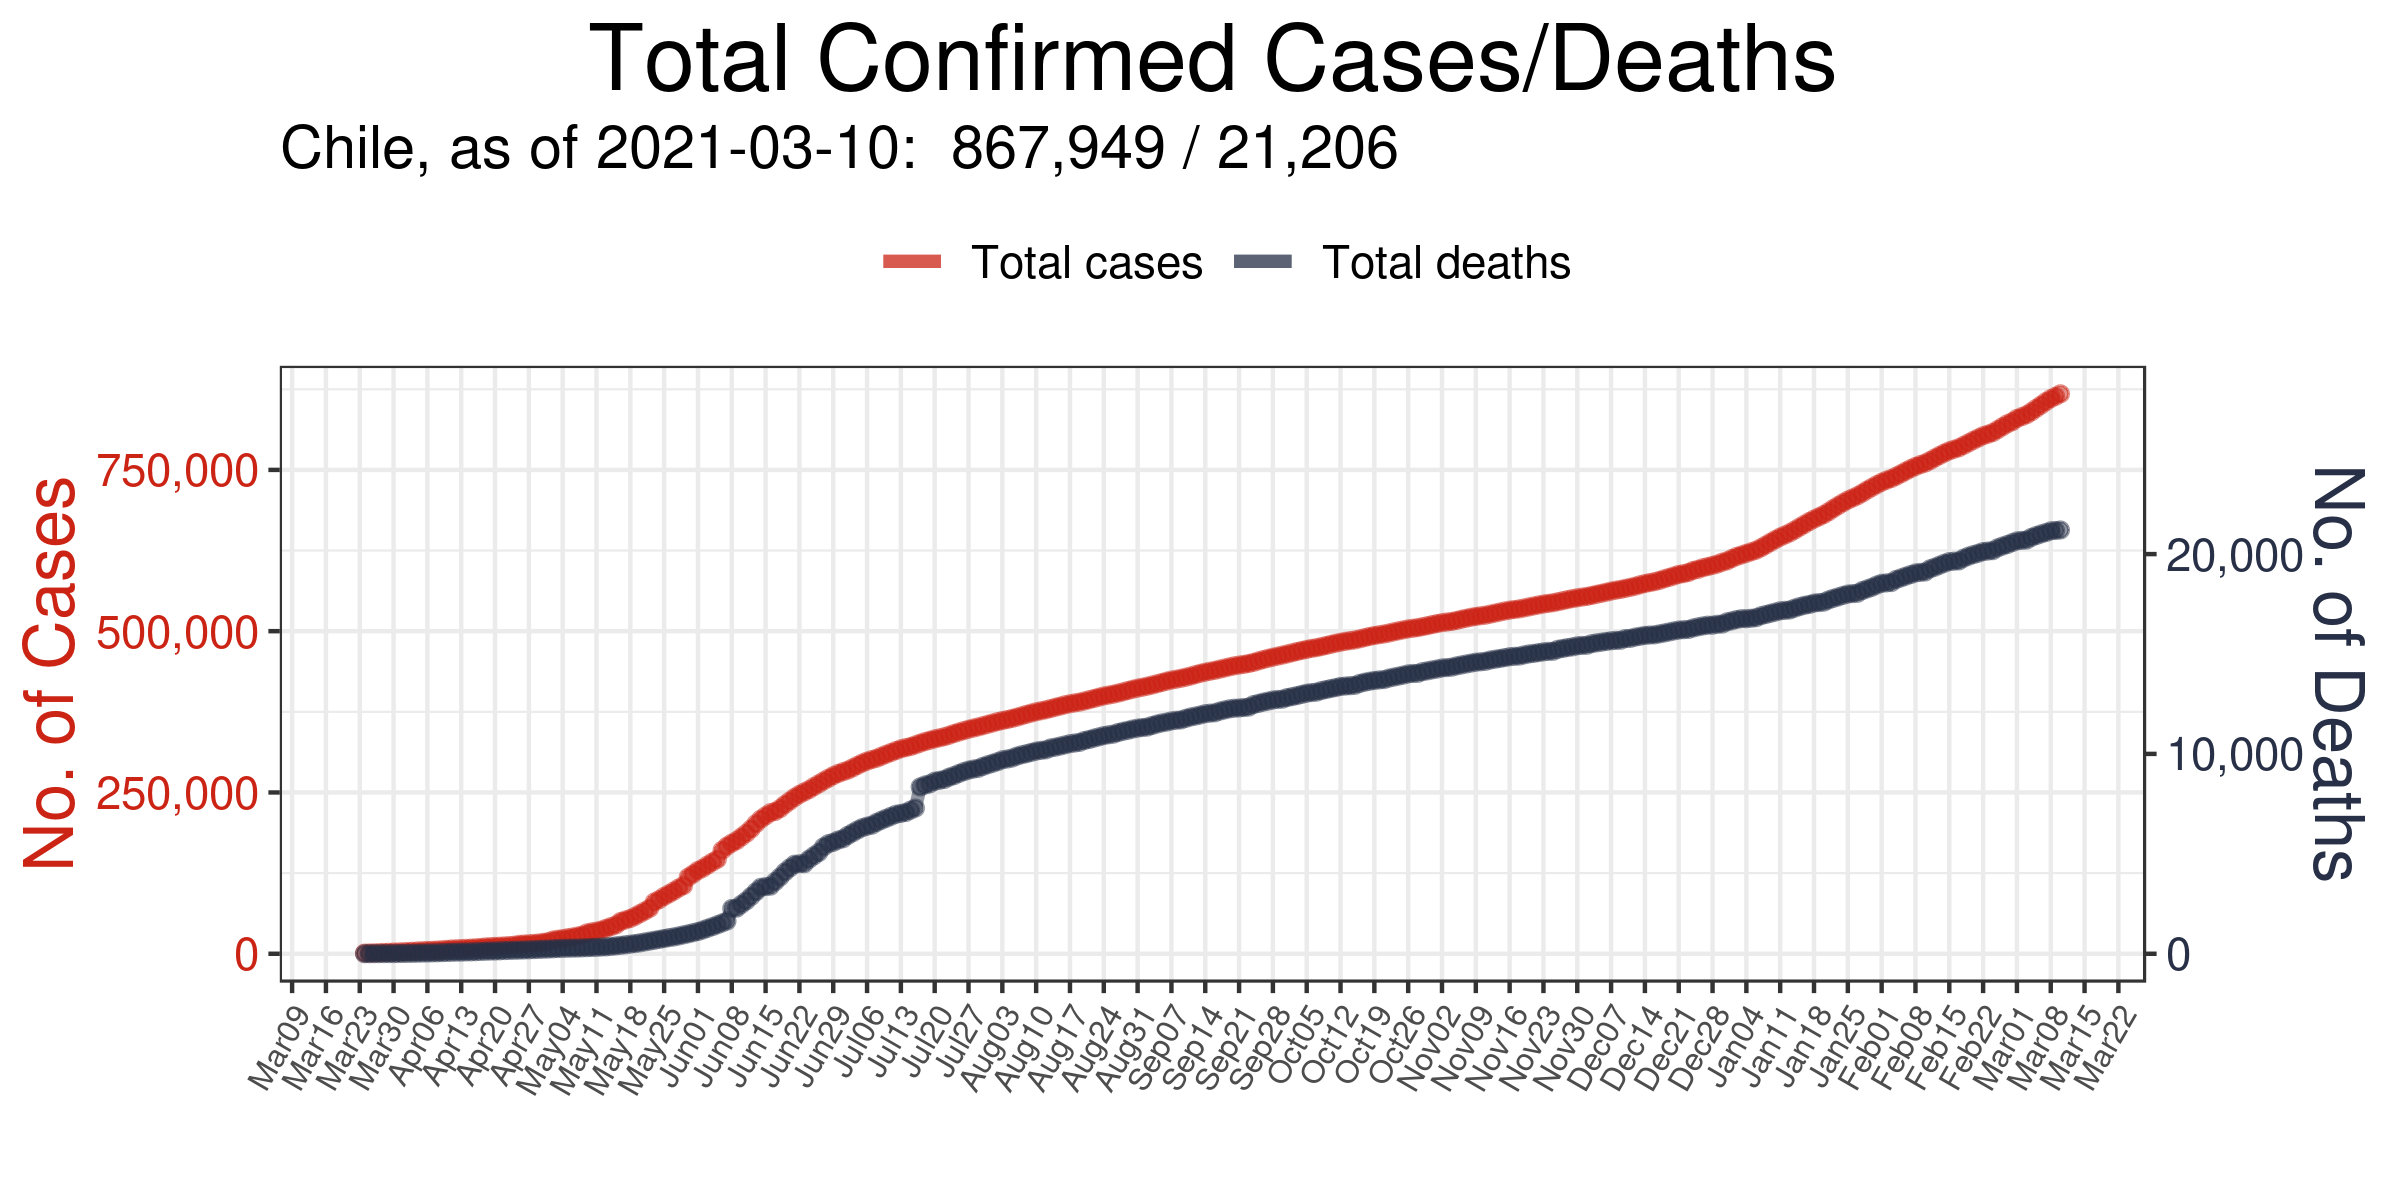 Total Confirmed Cases/Deaths
Chile, as of 2021-03-10:  867,949 / 21,206
Total cases
Total deaths
No. of Cases
750,000
500,000
250,000
0
20,000
10,000
0
No. of Deaths
Mar09
Mar16
Mar23
Mar30
Apr06
Apr13
Apr20
Apr27
May04
May11
May18
May25
Jun01
Jun08
Jun15
Jun22
Jun29
Jul06
Jul13
Jul20
Jul27
Aug03
Aug10
Aug17
Aug24
Aug31
Sep07
Sep14
Sep21
Sep28
Oct05
Oct12
Oct19
Oct26
Nov02
Nov09
Nov16
Nov23
Nov30
Dec07
Dec14
Dec21
Dec28
Jan04
Jan11
Jan18
Jan25
Feb01
Feb08
Feb15
Feb22
Mar01
Mar08
Mar15
Mar22